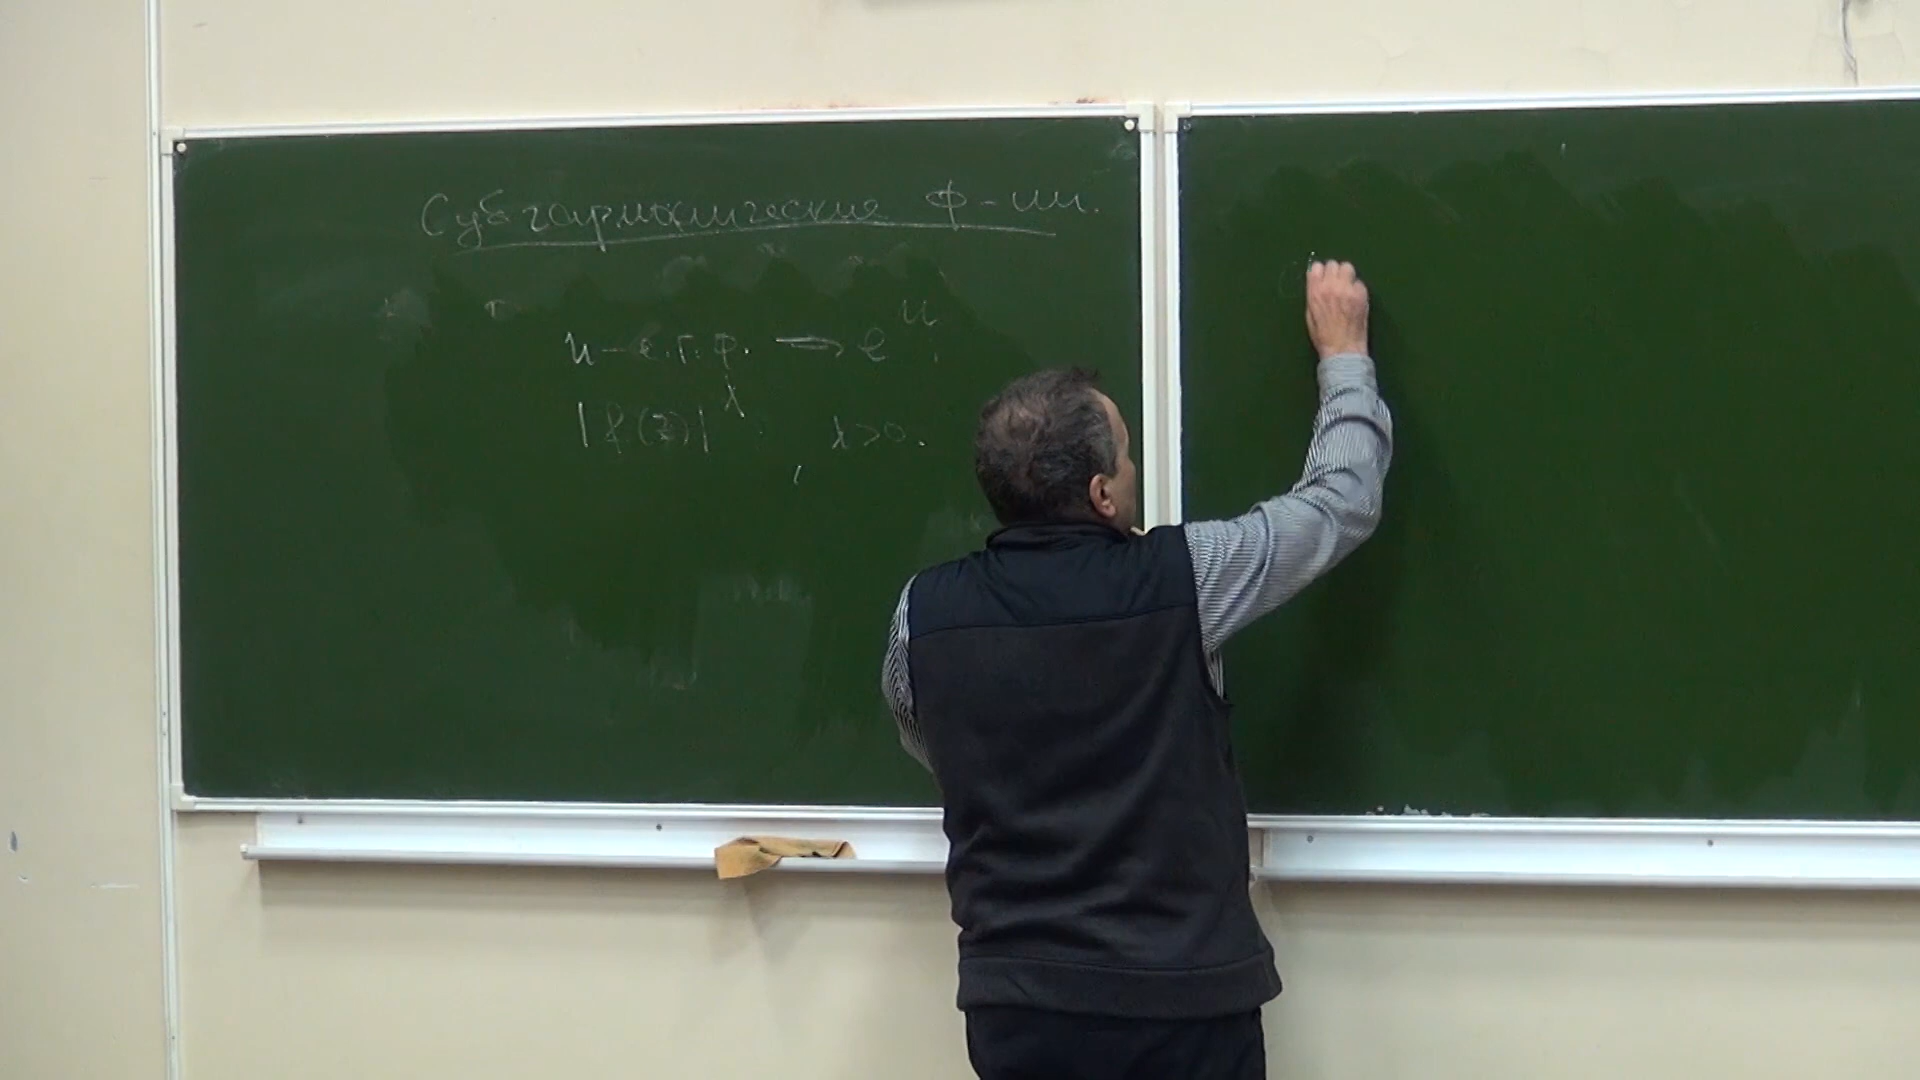 Субгармонические ф-ии.
u - с.г.ф. ⇒ e^u
|f(z)|^λ λ>0.